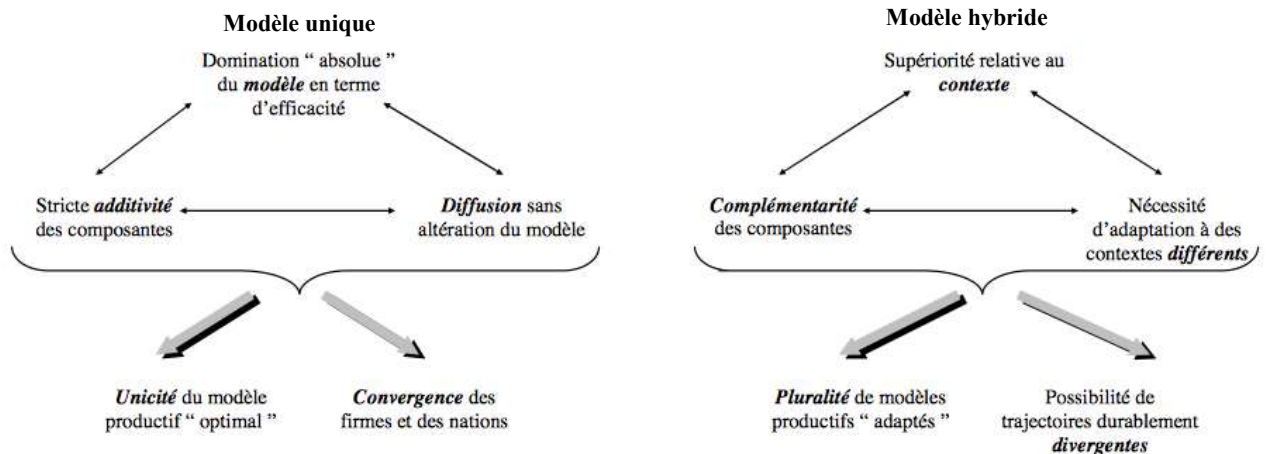 Modèle unique
Domination “ absolue ”
du modèle en terme
d’efficacité
Stricte additivité
des composantes
Diffusion sans
altération du modèle
Unicité du modèle
productif “ optimal ”
Convergence des
firmes et des nations
Modèle hybride
Supériorité relative au
contexte
Complémentarité
des composantes
Nécessité
d’adaptation à des
contextes différents
Pluralité de modèles
productifs “ adaptés ”
Possibilité de
trajectoires durablement
divergentes